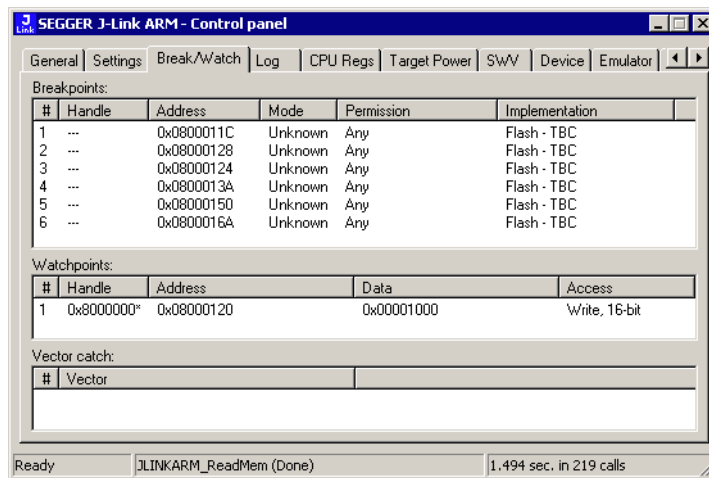 J Link SEGGER J-Link ARM - Control panel
General Settings Break/Watch Log CPU Regs Target Power SWV Device Emulator
Breakpoints:
# Handle Address Mode Permission Implementation
1 --- 0x0800011C Unknown Any Flash - TBC
2 --- 0x08000128 Unknown Any Flash - TBC
3 --- 0x08000124 Unknown Any Flash - TBC
4 --- 0x0800013A Unknown Any Flash - TBC
5 --- 0x08000150 Unknown Any Flash - TBC
6 --- 0x0800016A Unknown Any Flash - TBC
Watchpoints:
# Handle Address Data Access
1 0x8000000* 0x08000120 0x00001000 Write, 16-bit
Vector catch:
# Vector
Ready JLINKARM_ReadMem (Done) 1.494 sec. in 219 calls